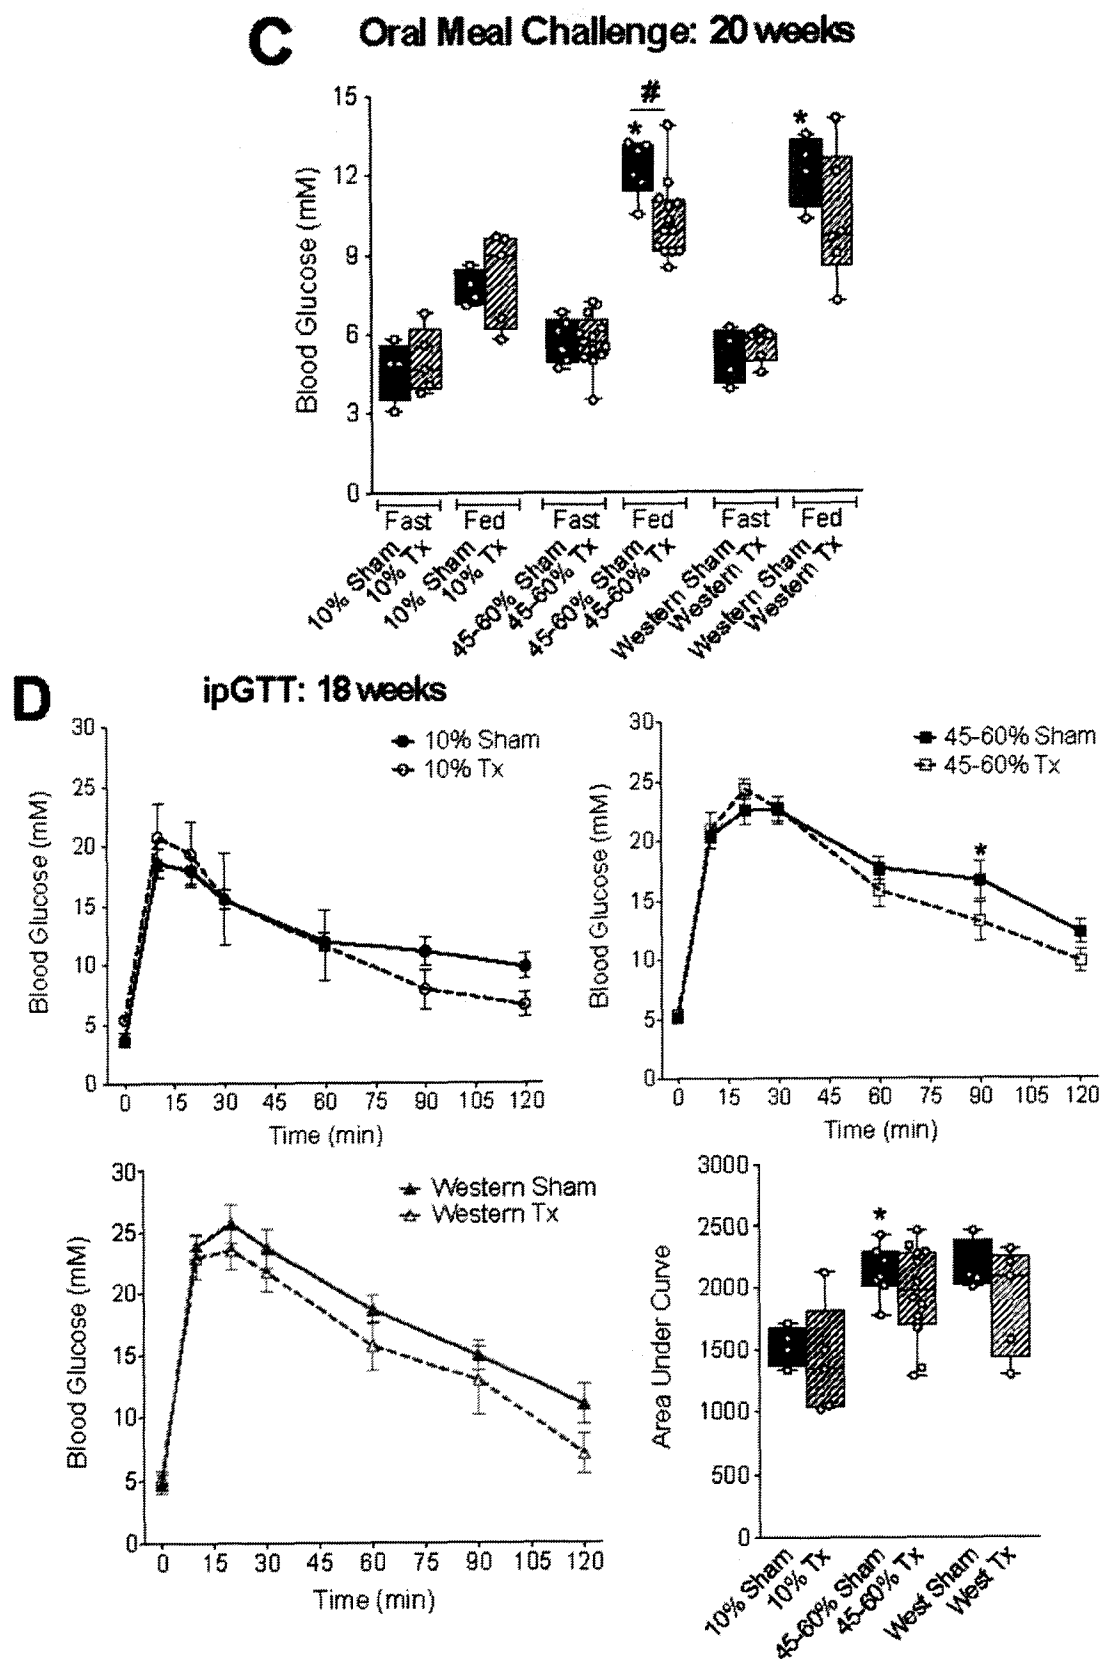 C Oral Meal Challenge: 20 weeks
15
12
9
6
3
0
Blood Glucose (mM)
*
#
*
Fast Fed Fast Fed Fast Fed
10% Sham
10% Tx
10% Sham
10% Tx
45-60% Sham
45-60% Tx
45-60% Sham
45-60% Tx
Western Sham
Western Tx
Western Sham
Western Tx
D ipGTT: 18 weeks
30
25
20
15
10
5
0
Blood Glucose (mM)
10% Sham
10% Tx
0 15 30 45 60 75 90 105 120
Time (min)
30
25
20
15
10
5
0
Blood Glucose (mM)
45-60% Sham
45-60% Tx
*
0 15 30 45 60 75 90 105 120
Time (min)
30
25
20
15
10
5
0
Blood Glucose (mM)
Western Sham
Western Tx
0 15 30 45 60 75 90 105 120
Time (min)
3000
2500
2000
1500
1000
500
0
Area Under Curve
*
10% Sham
10% Tx
45-60% Sham
45-60% Tx
West Sham
West Tx